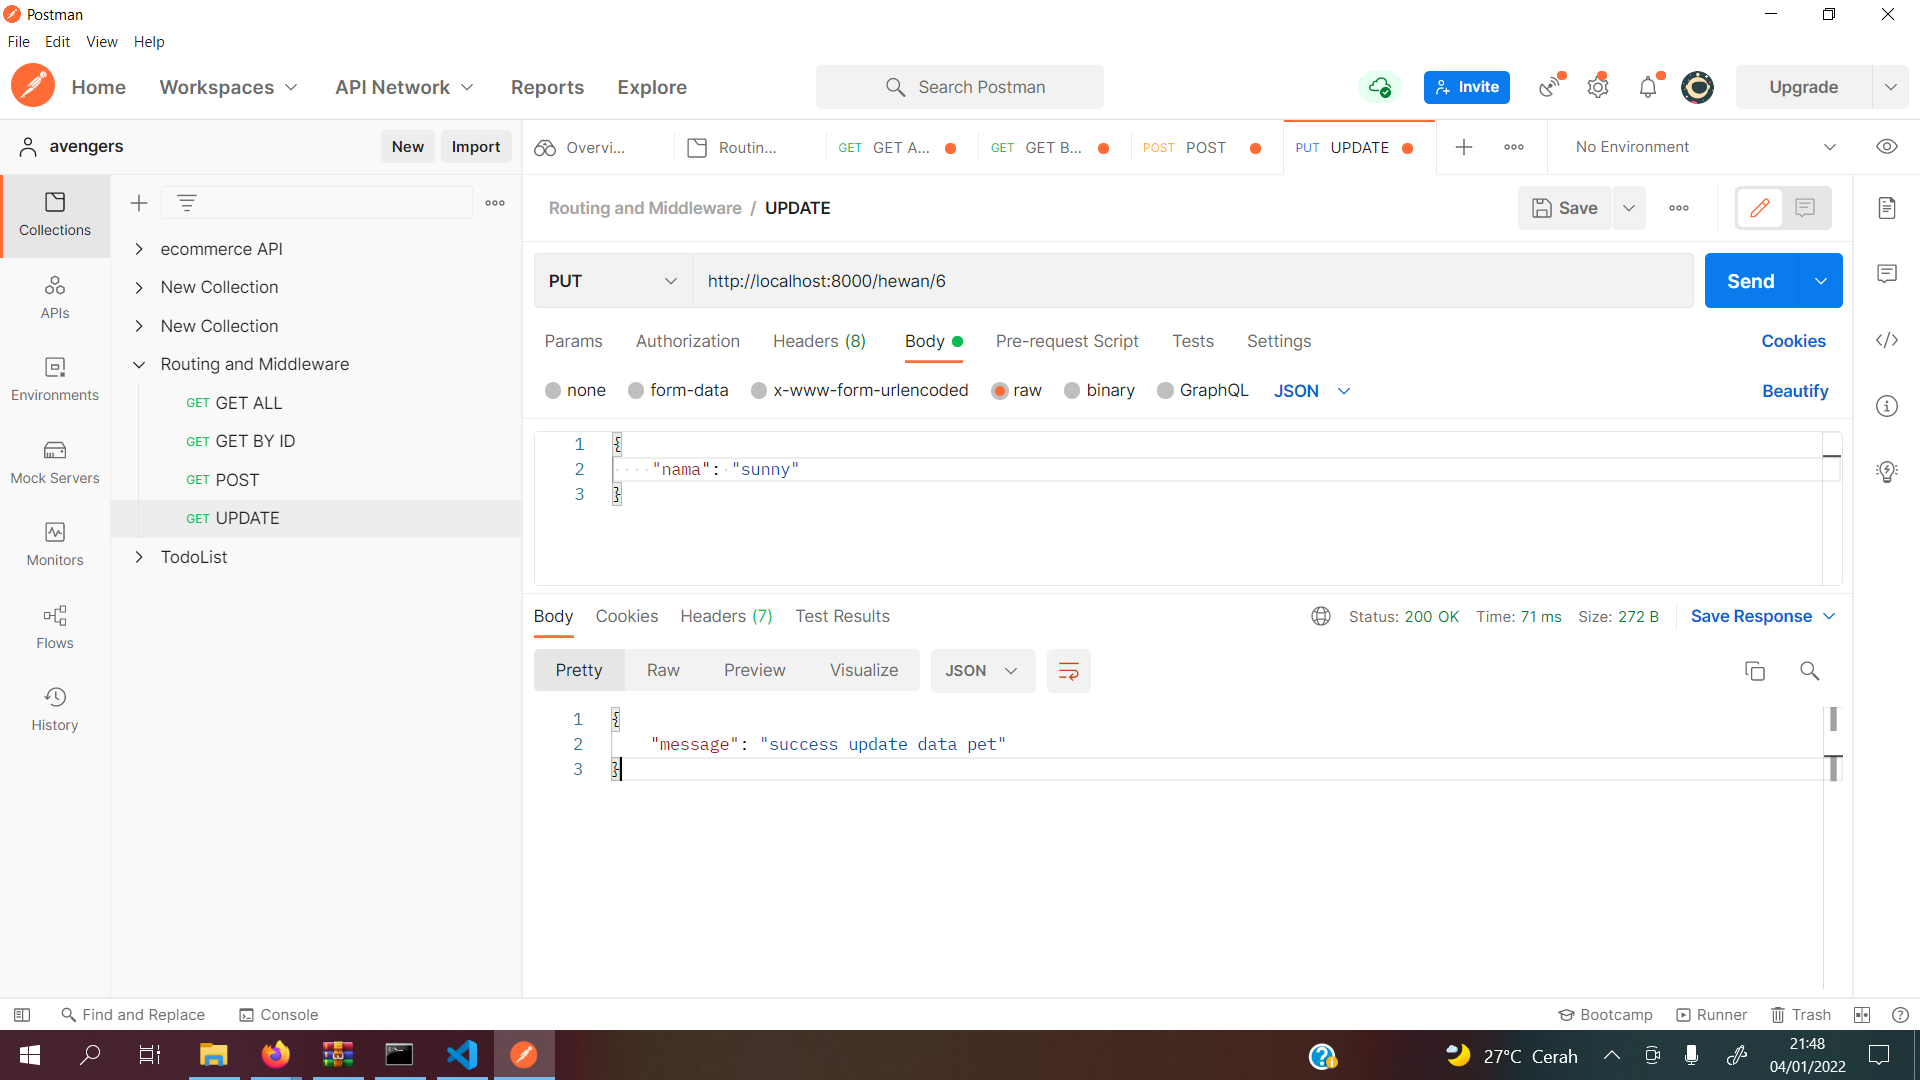 Postman
File Edit View Help
Home Workspaces API Network Reports Explore Search Postman Invite Upgrade
avengers New Import
Overvi... Routin... GET GET A... GET GET B... POST POST PUT UPDATE No Environment
Collections
APIs
Environments
Mock Servers
Monitors
Flows
History
ecommerce API
New Collection
New Collection
Routing and Middleware
GET GET ALL
GET GET BY ID
GET POST
GET UPDATE
TodoList
Routing and Middleware / UPDATE Save
PUT http://localhost:8000/hewan/6 Send
Params Authorization Headers (8) Body Pre-request Script Tests Settings Cookies
none form-data x-www-form-urlencoded raw binary GraphQL JSON Beautify
1 {
2 "nama": "sunny"
3 }
Body Cookies Headers (7) Test Results Status: 200 OK Time: 71 ms Size: 272 B Save Response
Pretty Raw Preview Visualize JSON
1 {
2 "message": "success update data pet"
3 }
Find and Replace Console Bootcamp Runner Trash
27°C Cerah 21:48
04/01/2022